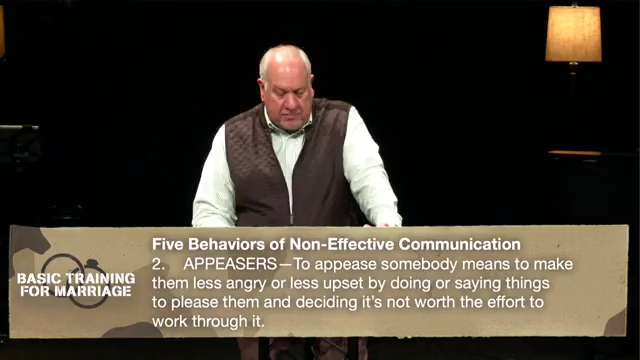 BASIC TRAINING
FOR MARRIAGE
Five Behaviors of Non-Effective Communication
2. APPEASERS—To appease somebody means to make
them less angry or less upset by doing or saying things
to please them and deciding it's not worth the effort to
work through it.